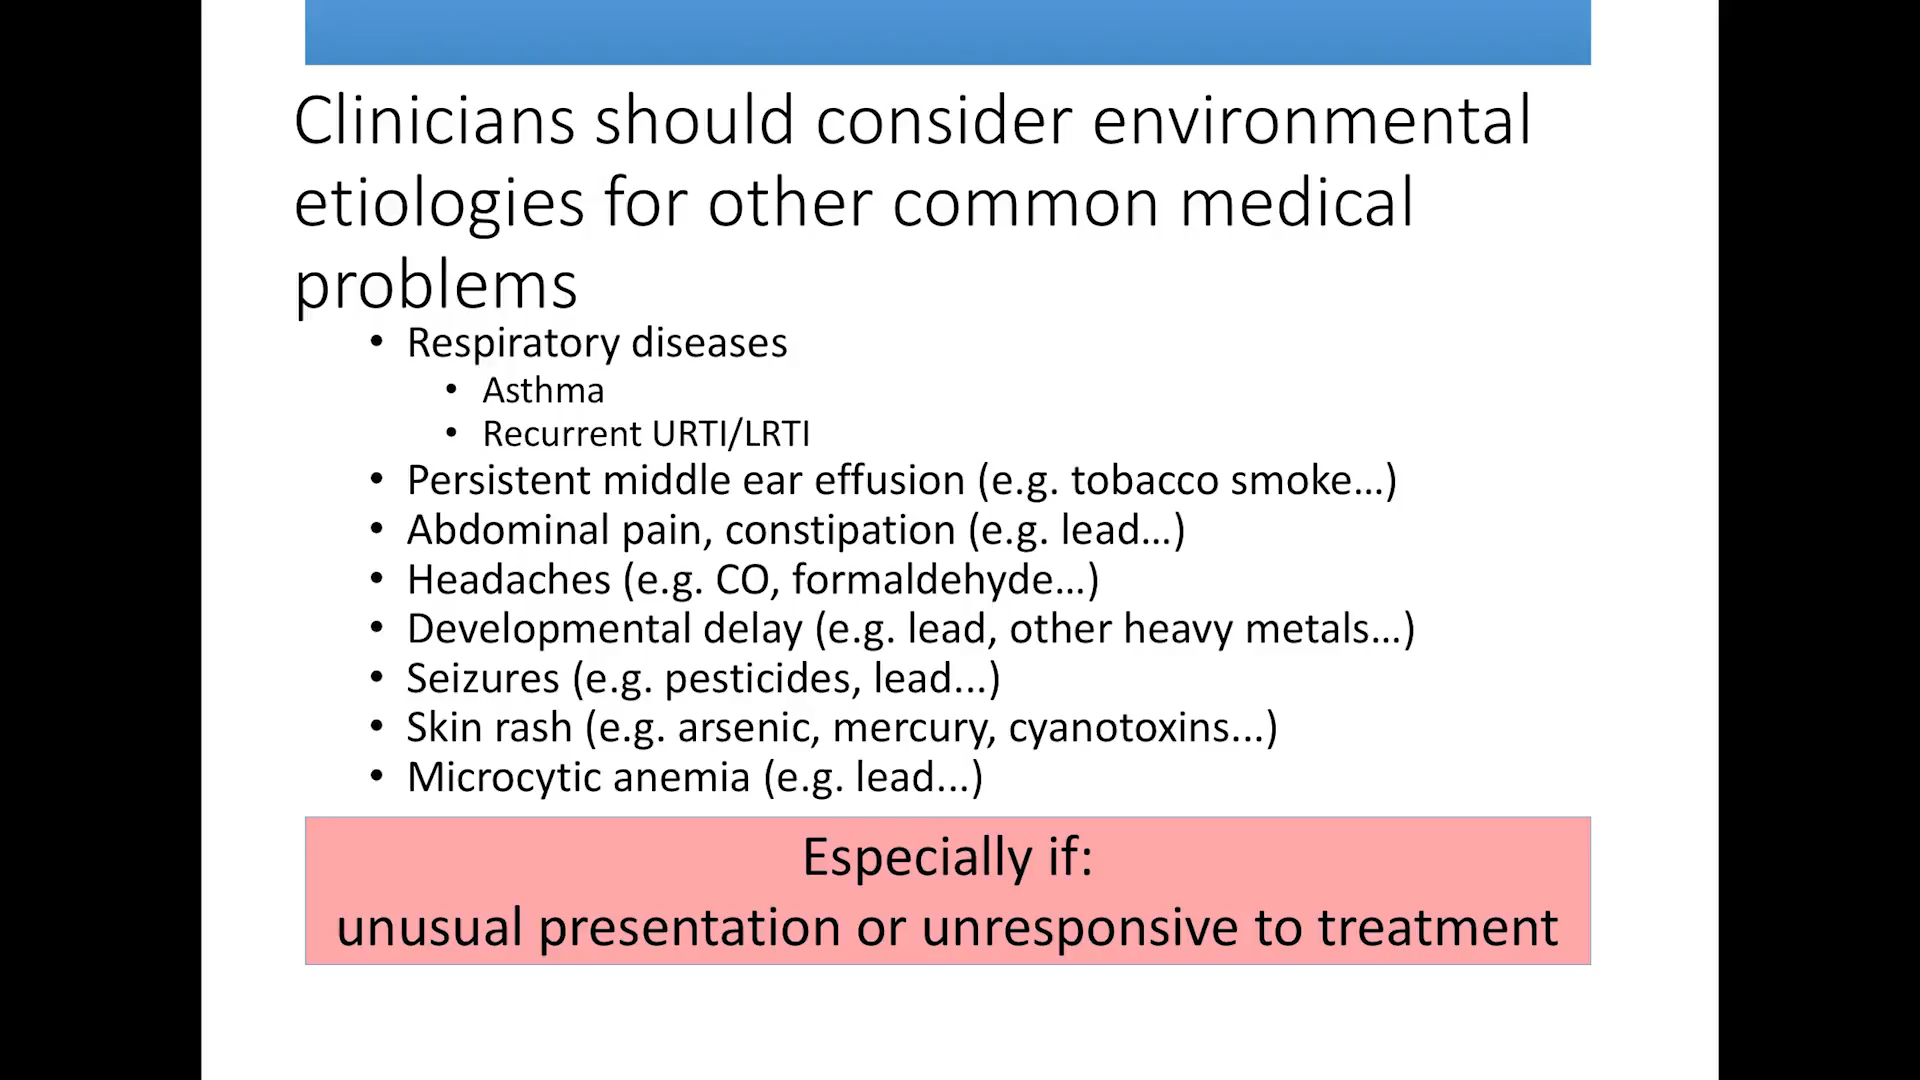 Clinicians should consider environmental
etiologies for other common medical
problems
• Respiratory diseases
• Asthma
• Recurrent URTI/LRTI
• Persistent middle ear effusion (e.g. tobacco smoke…)
• Abdominal pain, constipation (e.g. lead…)
• Headaches (e.g. CO, formaldehyde…)
• Developmental delay (e.g. lead, other heavy metals…)
• Seizures (e.g. pesticides, lead...)
• Skin rash (e.g. arsenic, mercury, cyanotoxins...)
• Microcytic anemia (e.g. lead...)
Especially if:
unusual presentation or unresponsive to treatment